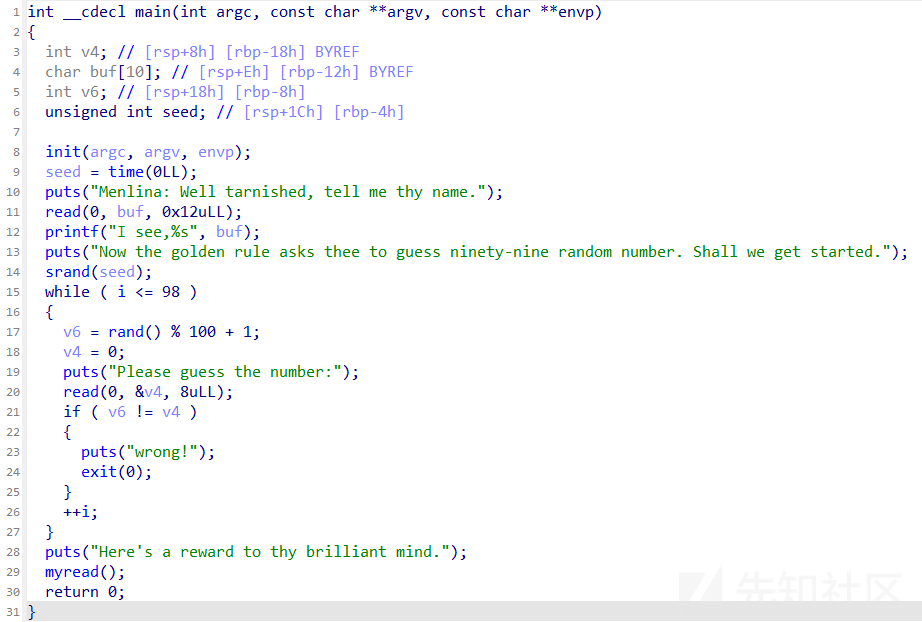 1 int __cdecl main(int argc, const char **argv, const char **envp)
2 {
3 int v4; // [rsp+8h] [rbp-18h] BYREF
4 char buf[10]; // [rsp+Eh] [rbp-12h] BYREF
5 int v6; // [rsp+18h] [rbp-8h]
6 unsigned int seed; // [rsp+1Ch] [rbp-4h]
7
8 init(argc, argv, envp);
9 seed = time(0LL);
10 puts("Menlina: Well tarnished, tell me thy name.");
11 read(0, buf, 0x12uLL);
12 printf("I see,%s", buf);
13 puts("Now the golden rule asks thee to guess ninety-nine random number. Shall we get started.");
14 srand(seed);
15 while ( i <= 98 )
16 {
17 v6 = rand() % 100 + 1;
18 v4 = 0;
19 puts("Please guess the number:");
20 read(0, &v4, 8uLL);
21 if ( v6 != v4 )
22 {
23 puts("wrong!");
24 exit(0);
25 }
26 ++i;
27 }
28 puts("Here's a reward to thy brilliant mind.");
29 myread();
30 return 0;
31 }
先知社区